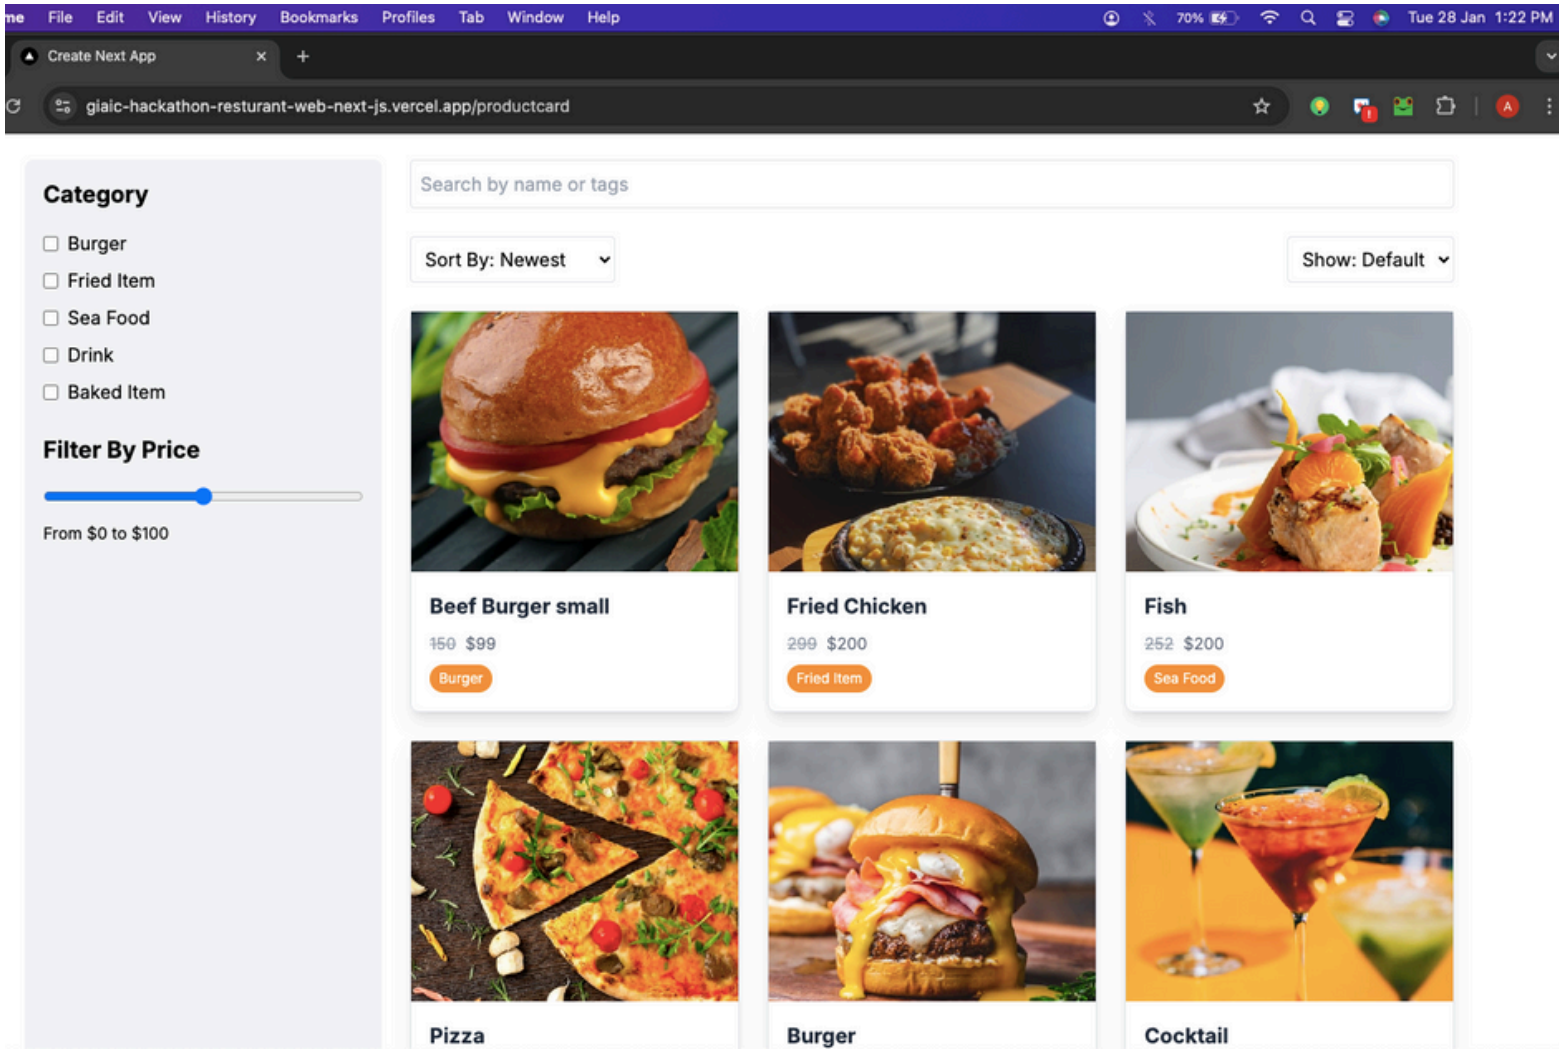 me File Edit View History Bookmarks Profiles Tab Window Help 70% Tue 28 Jan 1:22 PM
Create Next App
giaic-hackathon-resturant-web-next-js.vercel.app/productcard A
Category
Burger
Fried Item
Sea Food
Drink
Baked Item
Filter By Price
From $0 to $100
Search by name or tags
Sort By: Newest Show: Default
Beef Burger small
150 $99
Burger
Fried Chicken
299 $200
Fried Item
Fish
252 $200
Sea Food
Pizza
Burger
Cocktail